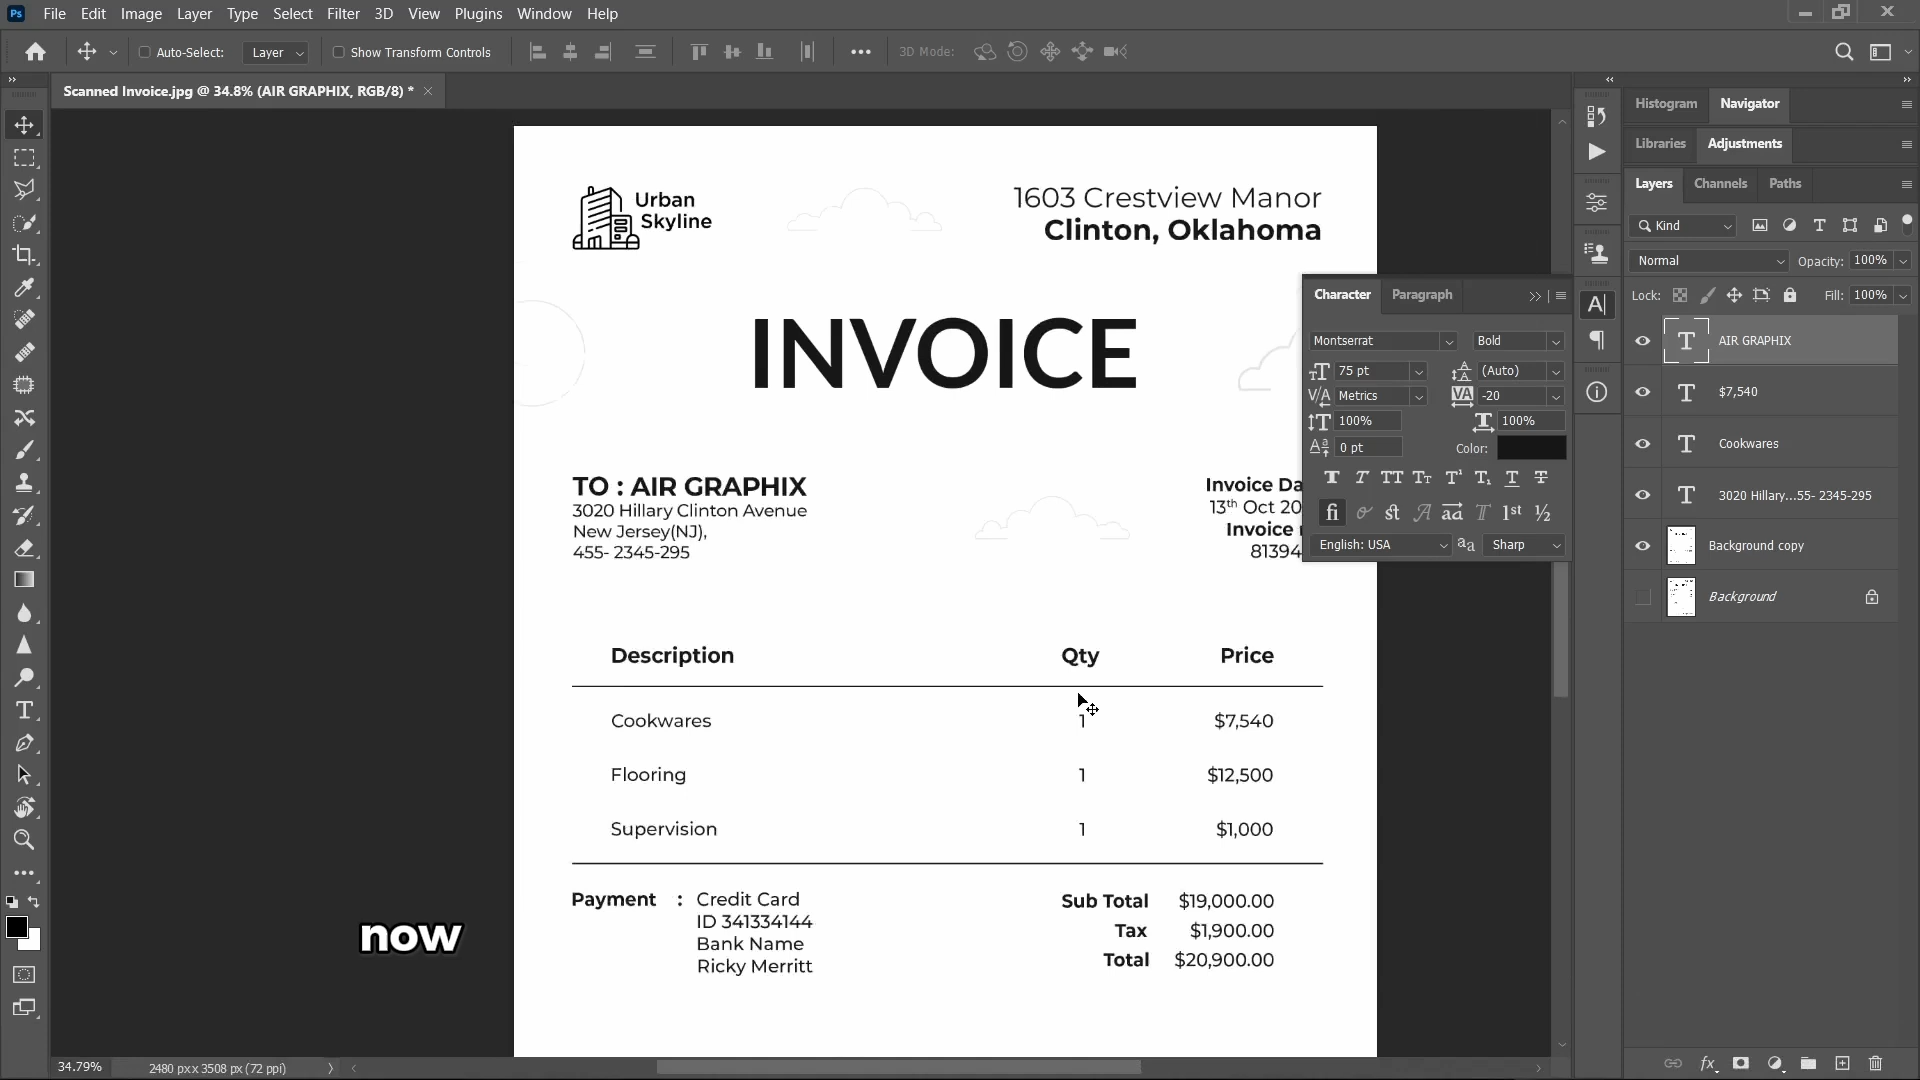 Ps File Edit Image Layer Type Select Filter 3D View Plugins Window Help
Auto-Select: Layer Show Transform Controls 3D Mode:
Scanned Invoice.jpg @ 34.8% (AIR GRAPHIX, RGB/8) *
Urban
Skyline
1603 Crestview Manor
Clinton, Oklahoma
INVOICE
TO : AIR GRAPHIX
3020 Hillary Clinton Avenue
New Jersey(NJ),
455- 2345-295
Invoice Da
13th Oct 20
Invoice
81394
Description Qty Price
Cookwares 1 $7,540
Flooring 1 $12,500
Supervision 1 $1,000
Payment : Credit Card
ID 341334144
Bank Name
Ricky Merritt
Sub Total $19,000.00
Tax $1,900.00
Total $20,900.00
now
34.79% 2480 px x 3508 px (72 ppi)
Character Paragraph
Montserrat Bold
75 pt (Auto)
Metrics -20
100% 100%
0 pt Color:
English: USA Sharp
Histogram Navigator
Libraries Adjustments
Layers Channels Paths
Kind
Normal Opacity: 100%
Lock: Fill: 100%
AIR GRAPHIX
$7,540
Cookwares
3020 Hillary...55- 2345-295
Background copy
Background